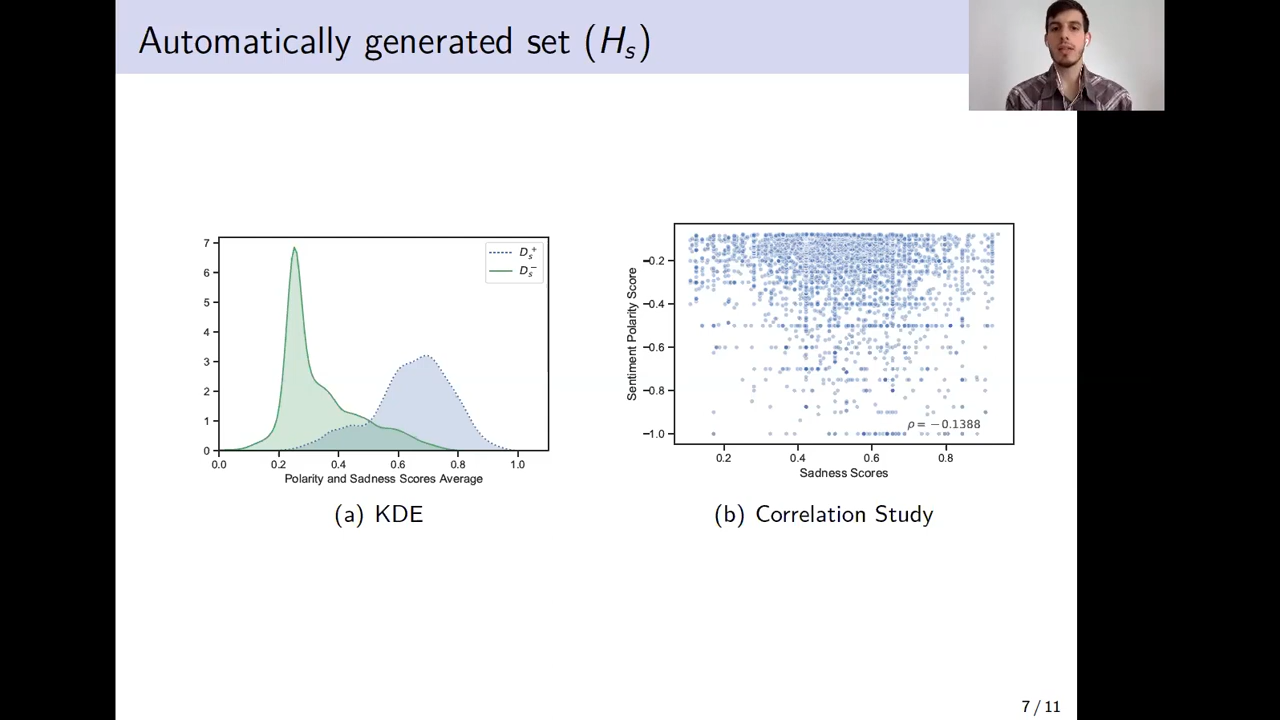 Automatically generated set (Hs)
7
6
5
4
3
2
1
0
Ds+
Ds−
0.0 0.2 0.4 0.6 0.8 1.0
Polarity and Sadness Scores Average
(a) KDE
Sentiment Polarity Score
−0.2
−0.4
−0.6
−0.8
−1.0
ρ = −0.1388
0.2 0.4 0.6 0.8
Sadness Scores
(b) Correlation Study
7 / 11